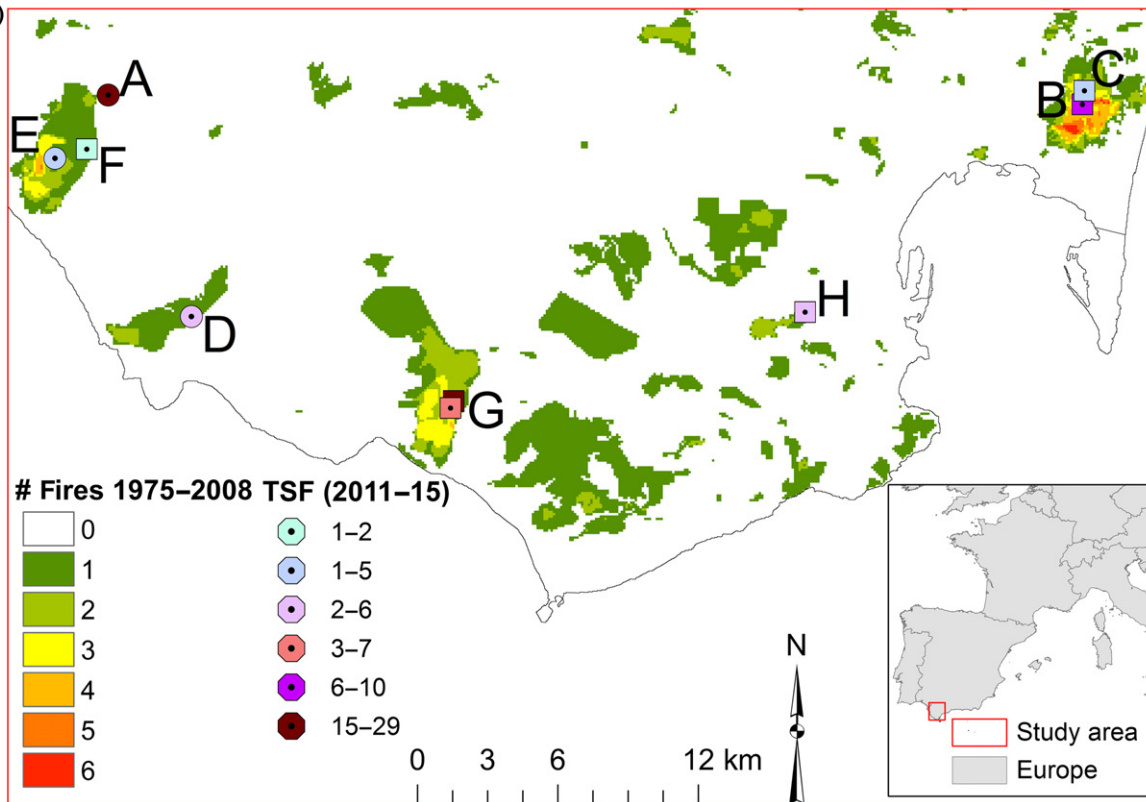 )
A
C
B
E
F
H
D
G
# Fires 1975–2008
0
1
2
3
4
5
6
TSF (2011–15)
1–2
1–5
2–6
3–7
6–10
15–29
N
0 3 6 12 km
Study area
Europe